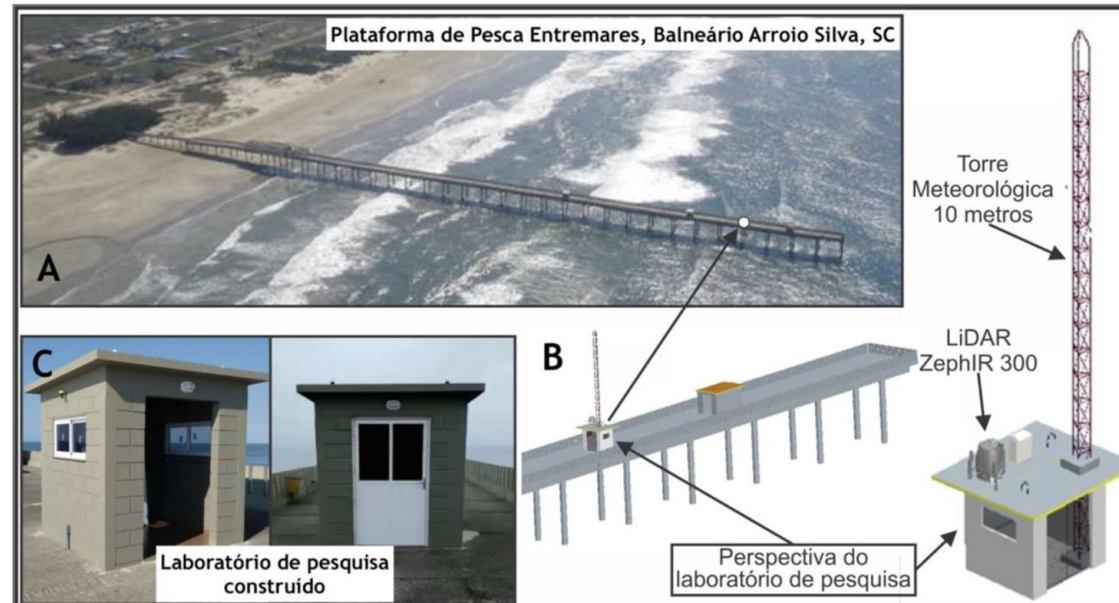 Plataforma de Pesca Entremares, Balneário Arroio Silva, SC
A
Torre
Meteorológica
10 metros
C
B
LiDAR
ZephIR 300
Laboratório de pesquisa
construído
Perspectiva do
laboratório de pesquisa